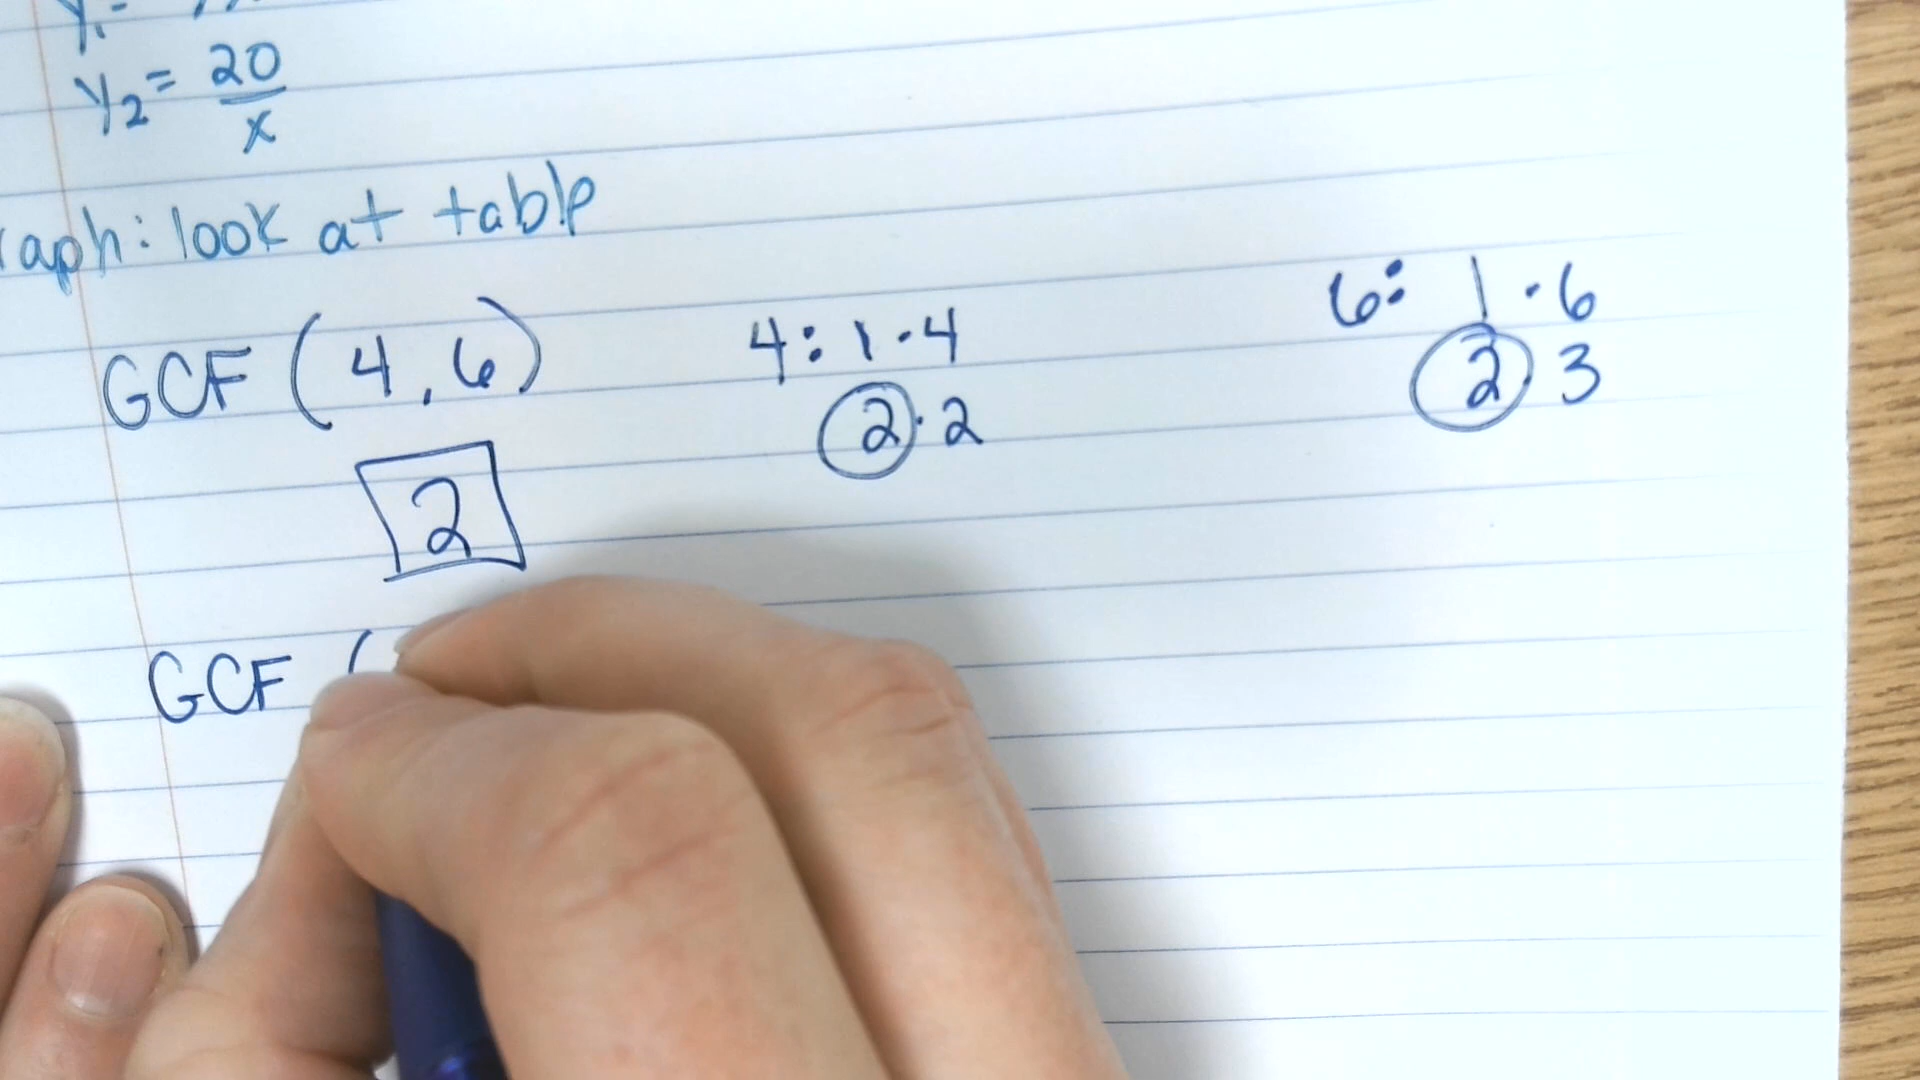 Y₂ = 20/x
raph: look at table
GCF (4, 6)
4: 1·4
2·2
6: 1·6
2·3
2
GCF (